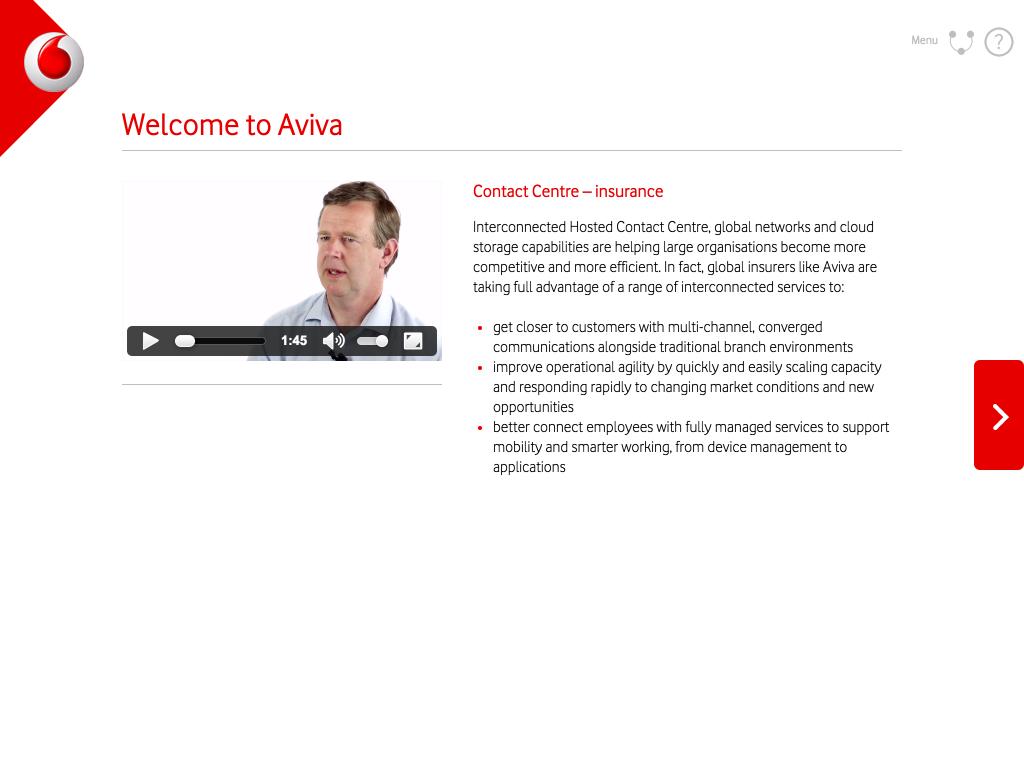 Menu
?
Welcome to Aviva
Contact Centre – insurance
Interconnected Hosted Contact Centre, global networks and cloud
storage capabilities are helping large organisations become more
competitive and more efficient. In fact, global insurers like Aviva are
taking full advantage of a range of interconnected services to:
get closer to customers with multi-channel, converged
communications alongside traditional branch environments
improve operational agility by quickly and easily scaling capacity
and responding rapidly to changing market conditions and new
opportunities
better connect employees with fully managed services to support
mobility and smarter working, from device management to
applications
1:45